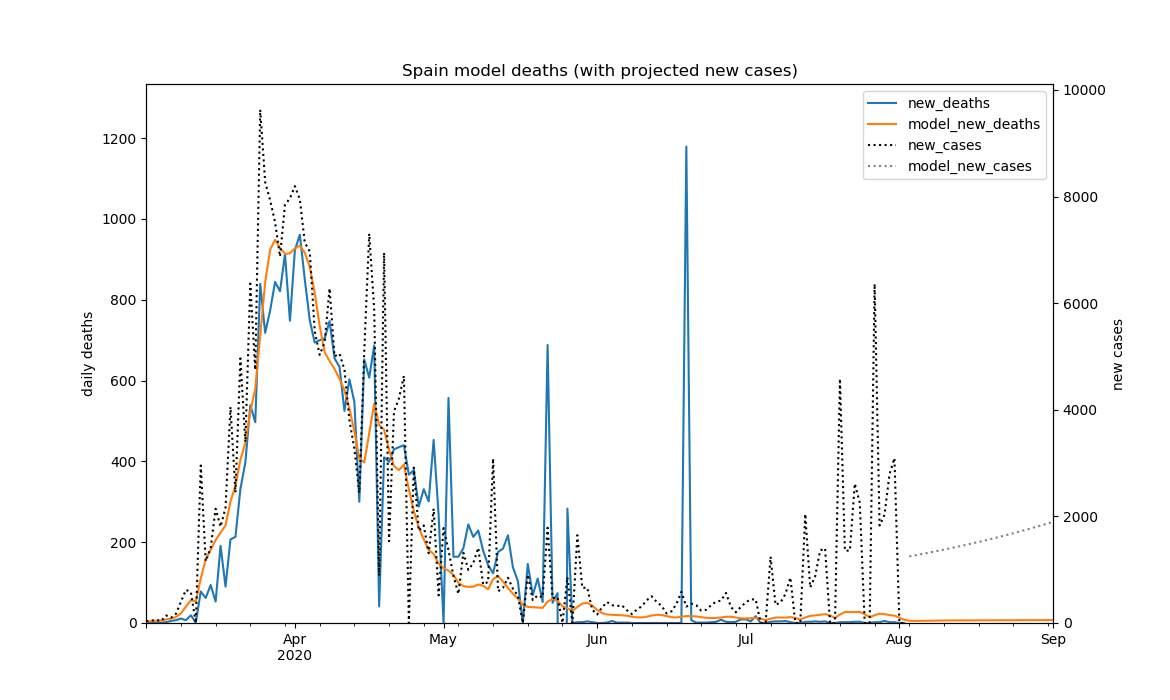 Spain model deaths (with projected new cases)
new_deaths
model_new_deaths
new_cases
model_new_cases
daily deaths
1200
1000
800
600
400
200
0
10000
8000
6000
4000
2000
0
new cases
Apr
2020
May
Jun
Jul
Aug
Sep